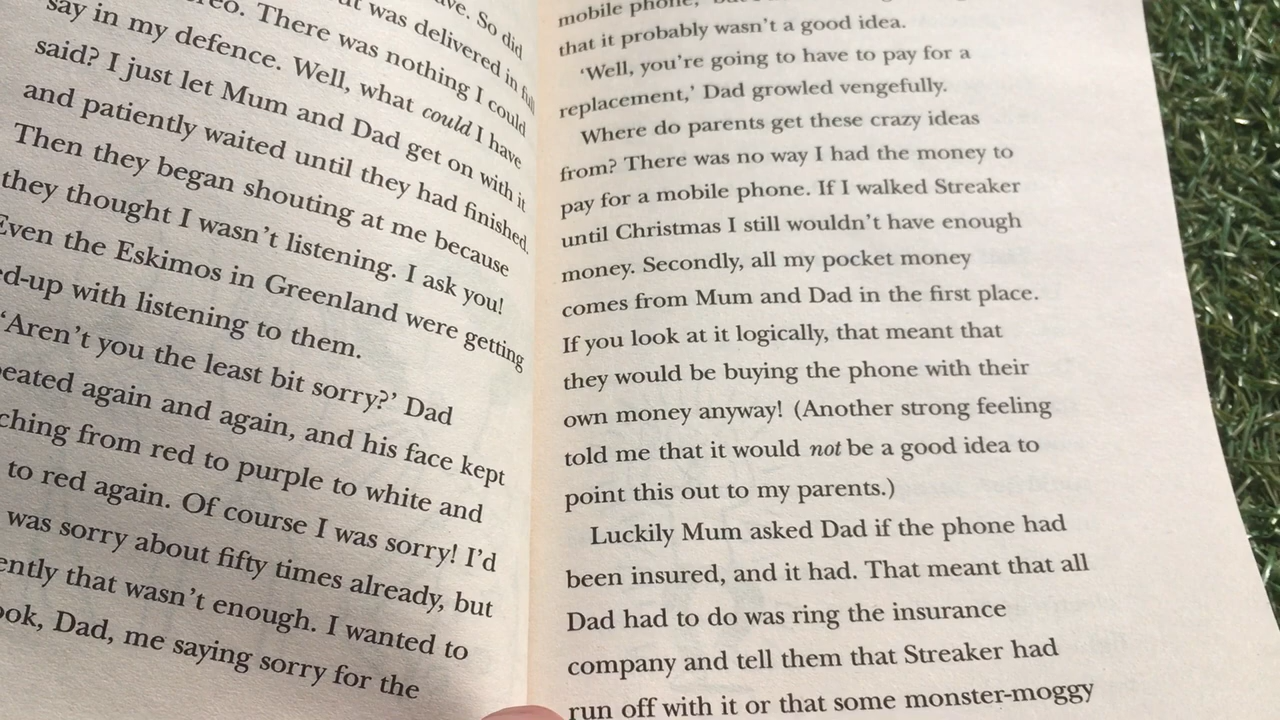 ve. So did
was delivered in
There was nothing I could
say in my defence. Well, what could I have
said? I just let Mum and Dad get on with it
and patiently waited until they had finished.
Then they began shouting at me because
they thought I wasn't listening. I ask you!
Even the Eskimos in Greenland were getting
ed-up with listening to them.
'Aren't you the least bit sorry?' Dad
eated again and again, and his face kept
ching from red to purple to white and
to red again. Of course I was sorry! I'd
was sorry about fifty times already, but
ently that wasn't enough. I wanted to
ook, Dad, me saying sorry for the
mobile phone,
that it probably wasn't a good idea.
'Well, you're going to have to pay for a
replacement,' Dad growled vengefully.
Where do parents get these crazy ideas
from? There was no way I had the money to
pay for a mobile phone. If I walked Streaker
until Christmas I still wouldn't have enough
money. Secondly, all my pocket money
comes from Mum and Dad in the first place.
If you look at it logically, that meant that
they would be buying the phone with their
own money anyway! (Another strong feeling
told me that it would not be a good idea to
point this out to my parents.)
Luckily Mum asked Dad if the phone had
been insured, and it had. That meant that all
Dad had to do was ring the insurance
company and tell them that Streaker had
run off with it or that some monster-moggy